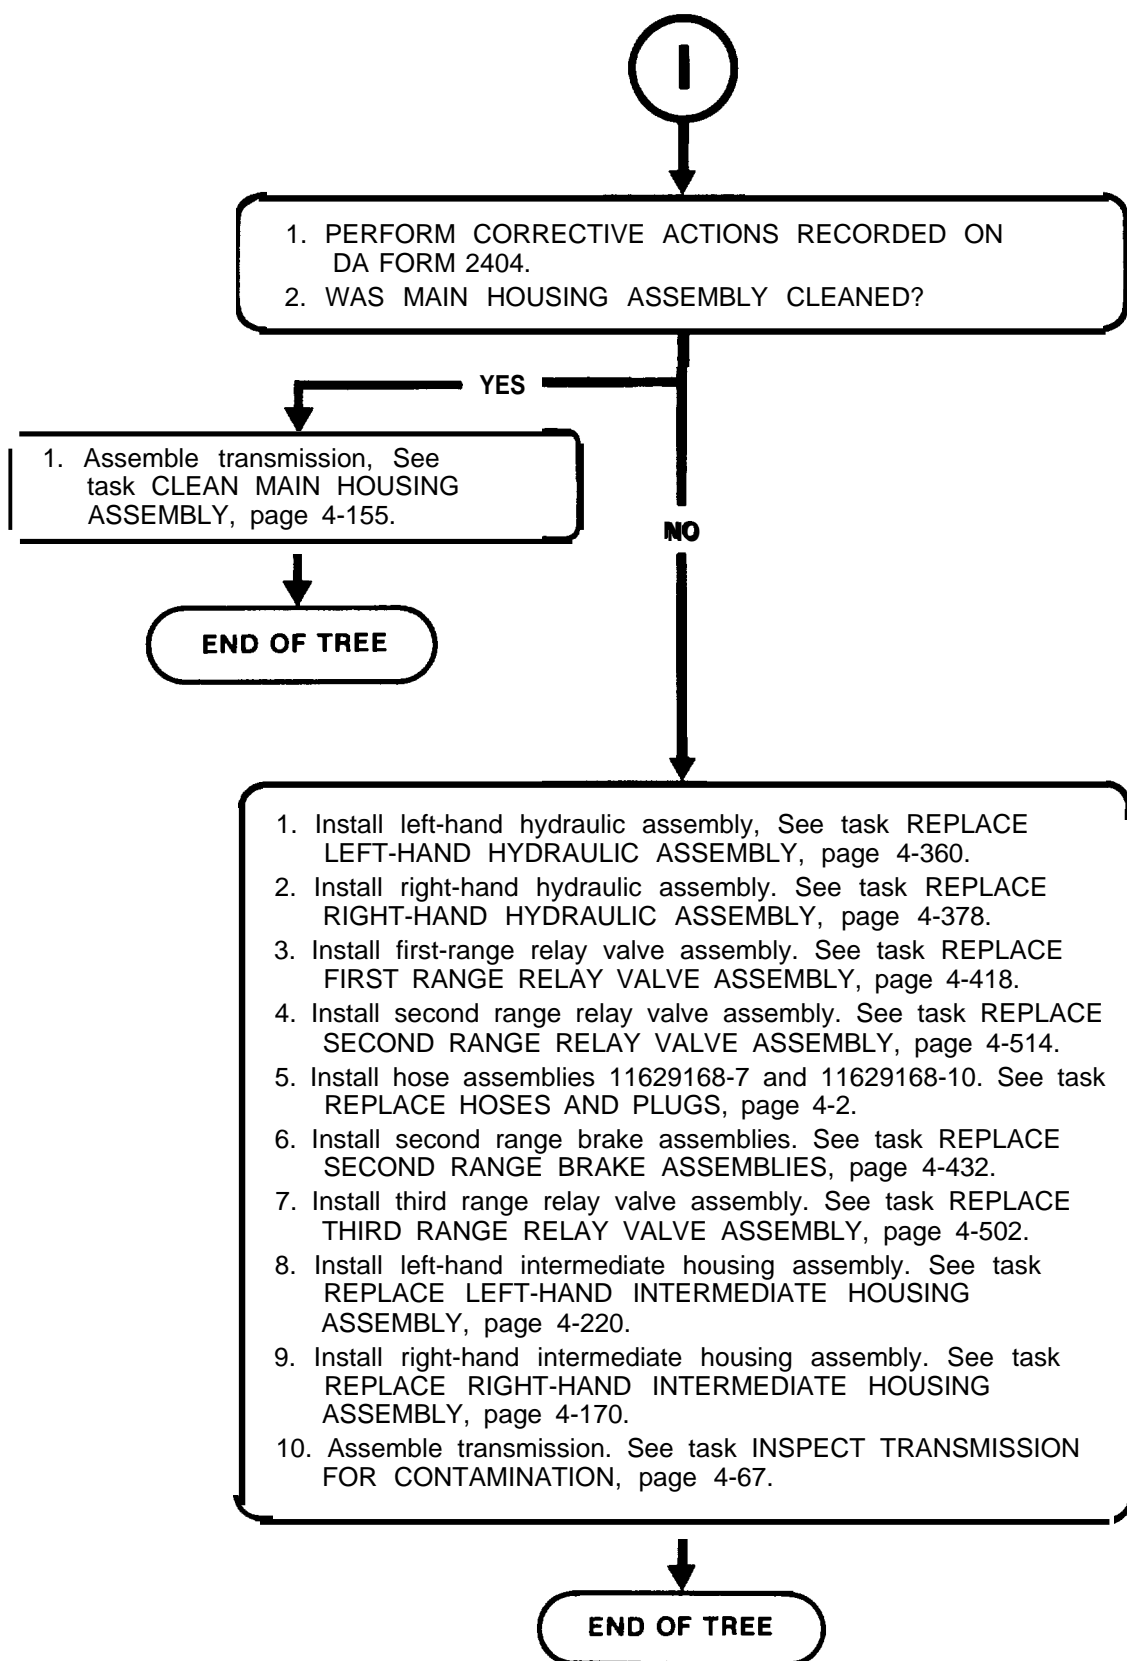 I
1. PERFORM CORRECTIVE ACTIONS RECORDED ON
DA FORM 2404.
2. WAS MAIN HOUSING ASSEMBLY CLEANED?
YES
1. Assemble transmission, See
task CLEAN MAIN HOUSING
ASSEMBLY, page 4-155.
NO
END OF TREE
1. Install left-hand hydraulic assembly, See task REPLACE
LEFT-HAND HYDRAULIC ASSEMBLY, page 4-360.
2. Install right-hand hydraulic assembly. See task REPLACE
RIGHT-HAND HYDRAULIC ASSEMBLY, page 4-378.
3. Install first-range relay valve assembly. See task REPLACE
FIRST RANGE RELAY VALVE ASSEMBLY, page 4-418.
4. Install second range relay valve assembly. See task REPLACE
SECOND RANGE RELAY VALVE ASSEMBLY, page 4-514.
5. Install hose assemblies 11629168-7 and 11629168-10. See task
REPLACE HOSES AND PLUGS, page 4-2.
6. Install second range brake assemblies. See task REPLACE
SECOND RANGE BRAKE ASSEMBLIES, page 4-432.
7. Install third range relay valve assembly. See task REPLACE
THIRD RANGE RELAY VALVE ASSEMBLY, page 4-502.
8. Install left-hand intermediate housing assembly. See task
REPLACE LEFT-HAND INTERMEDIATE HOUSING
ASSEMBLY, page 4-220.
9. Install right-hand intermediate housing assembly. See task
REPLACE RIGHT-HAND INTERMEDIATE HOUSING
ASSEMBLY, page 4-170.
10. Assemble transmission. See task INSPECT TRANSMISSION
FOR CONTAMINATION, page 4-67.
END OF TREE